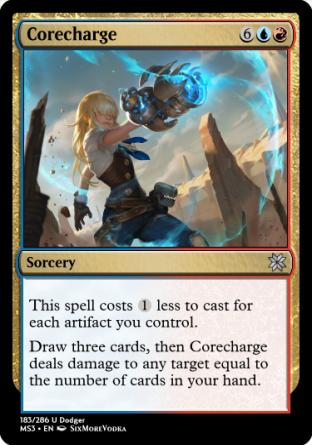 Corecharge 6
Sorcery
This spell costs 1 less to cast for
each artifact you control.
Draw three cards, then Corecharge
deals damage to any target equal to
the number of cards in your hand.
183/286 U Dodger
MS3 • EN SixMoreVodka